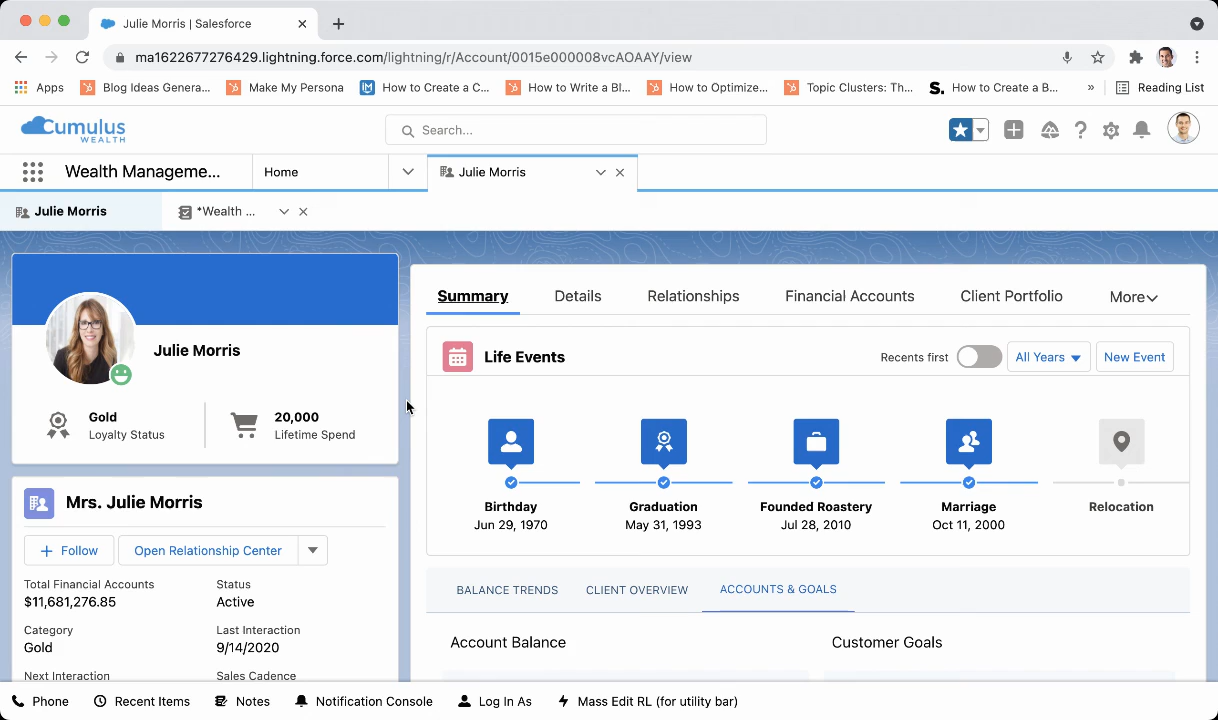 Julie Morris | Salesforce
ma1622677276429.lightning.force.com/lightning/r/Account/0015e000008vcAOAAY/view
Apps
Blog Ideas Genera...
Make My Persona
How to Create a C...
How to Write a Bl...
How to Optimize...
Topic Clusters: Th...
How to Create a B...
»
Reading List
Cumulus
WEALTH
Search...
Wealth Manageme...
Home
Julie Morris
Julie Morris
*Wealth ...
Julie Morris
Gold
Loyalty Status
20,000
Lifetime Spend
Mrs. Julie Morris
+ Follow
Open Relationship Center
Total Financial Accounts
$11,681,276.85
Status
Active
Category
Gold
Last Interaction
9/14/2020
Next Interaction
Sales Cadence
Summary
Details
Relationships
Financial Accounts
Client Portfolio
More
Life Events
Recents first
All Years
New Event
Birthday
Jun 29, 1970
Graduation
May 31, 1993
Founded Roastery
Jul 28, 2010
Marriage
Oct 11, 2000
Relocation
BALANCE TRENDS
CLIENT OVERVIEW
ACCOUNTS & GOALS
Account Balance
Customer Goals
Phone
Recent Items
Notes
Notification Console
Log In As
Mass Edit RL (for utility bar)